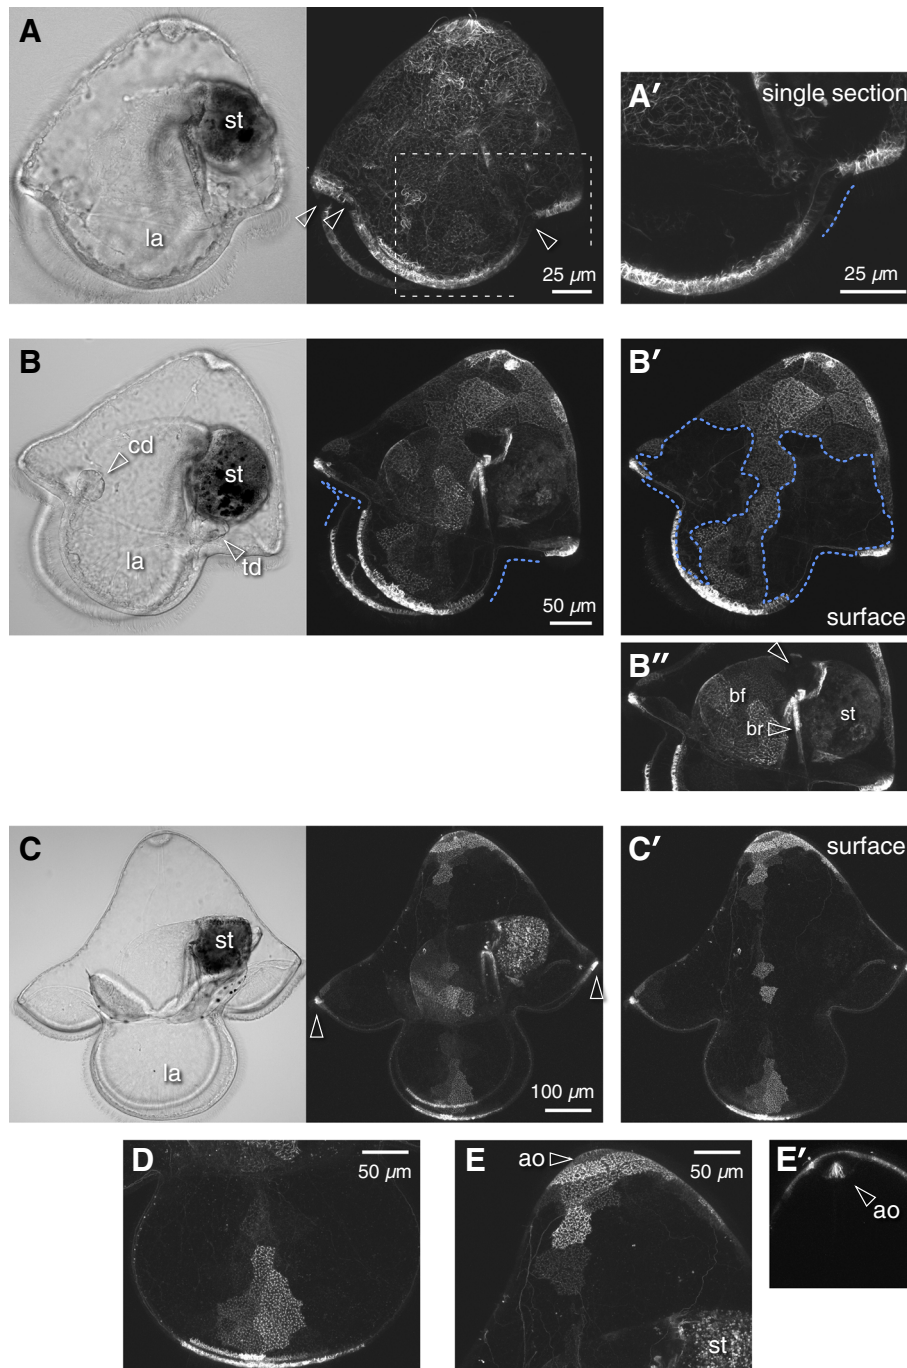 A
st
la
25 µm
A′
single section
25 µm
B
cd
st
la
td
50 µm
B′
surface
B″
bf
br
st
C
st
la
100 µm
C′
surface
D
50 µm
E
ao
50 µm
st
E′
ao